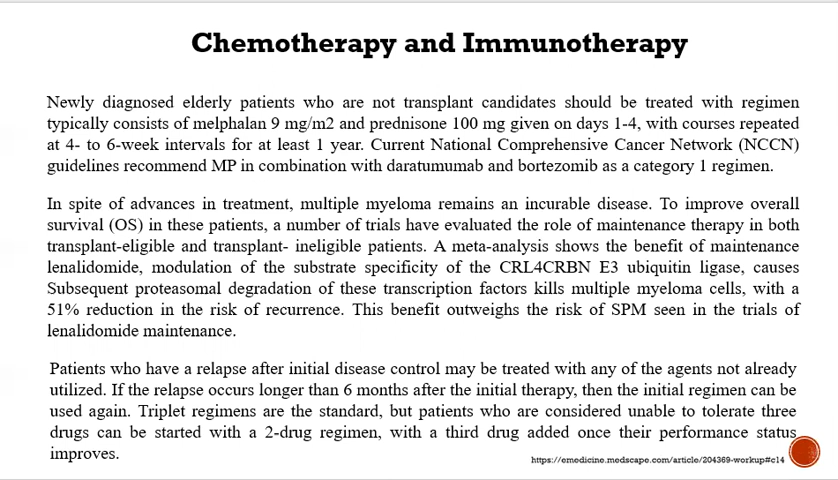 Chemotherapy and Immunotherapy
Newly diagnosed elderly patients who are not transplant candidates should be treated with regimen
typically consists of melphalan 9 mg/m2 and prednisone 100 mg given on days 1-4, with courses repeated
at 4- to 6-week intervals for at least 1 year. Current National Comprehensive Cancer Network (NCCN)
guidelines recommend MP in combination with daratumumab and bortezomib as a category 1 regimen.
In spite of advances in treatment, multiple myeloma remains an incurable disease. To improve overall
survival (OS) in these patients, a number of trials have evaluated the role of maintenance therapy in both
transplant-eligible and transplant- ineligible patients. A meta-analysis shows the benefit of maintenance
lenalidomide, modulation of the substrate specificity of the CRL4CRBN E3 ubiquitin ligase, causes
Subsequent proteasomal degradation of these transcription factors kills multiple myeloma cells, with a
51% reduction in the risk of recurrence. This benefit outweighs the risk of SPM seen in the trials of
lenalidomide maintenance.
Patients who have a relapse after initial disease control may be treated with any of the agents not already
utilized. If the relapse occurs longer than 6 months after the initial therapy, then the initial regimen can be
used again. Triplet regimens are the standard, but patients who are considered unable to tolerate three
drugs can be started with a 2-drug regimen, with a third drug added once their performance status
improves.
https://emedicine.medscape.com/article/204369-workup#c14